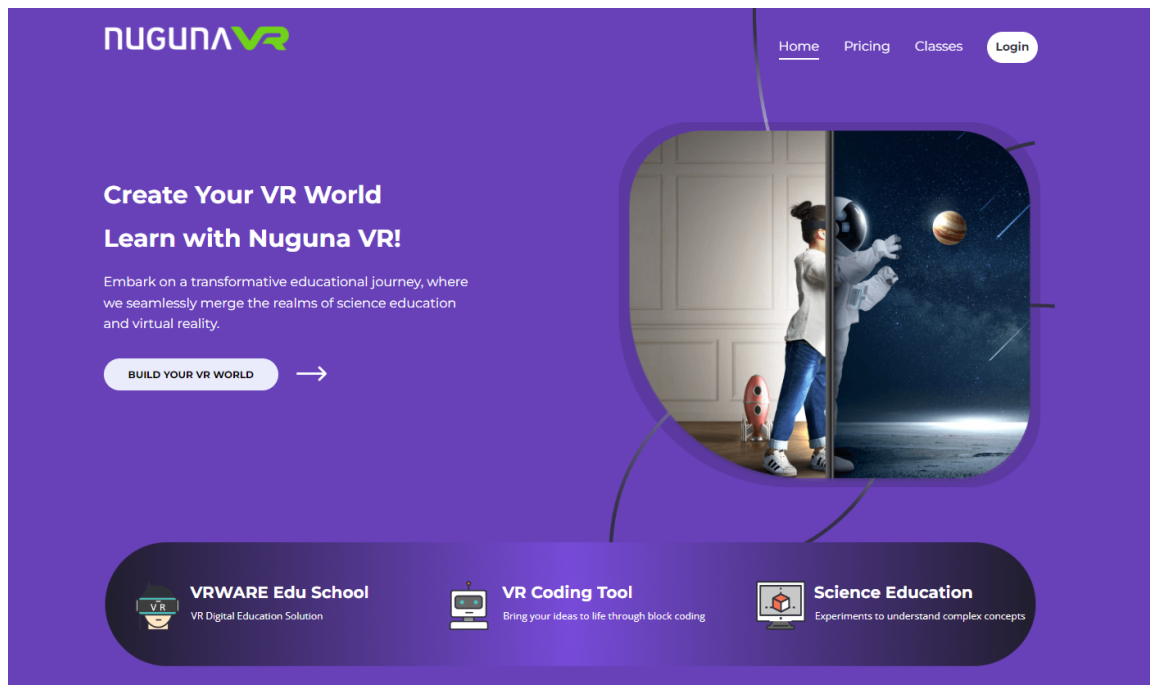 NUGUNA VR
Home
Pricing
Classes
Login
Create Your VR World
Learn with Nuguna VR!
Embark on a transformative educational journey, where
we seamlessly merge the realms of science education
and virtual reality.
BUILD YOUR VR WORLD
VR
VRWARE Edu School
VR Digital Education Solution
VR Coding Tool
Bring your ideas to life through block coding
Science Education
Experiments to understand complex concepts